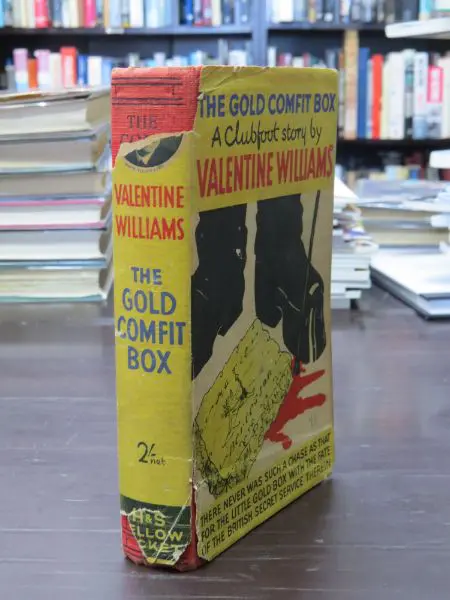 THE
VALENTINE
WILLIAMS
THE
GOLD
COMFIT
BOX
2/- net
H&S
YELLOW
JACKET
THE GOLD COMFIT BOX
A Clubfoot story by
VALENTINE WILLIAMS
THERE NEVER WAS SUCH A CHASE AS THAT
FOR THE LITTLE GOLD BOX WITH THE FATE
OF THE BRITISH SECRET SERVICE THEREIN